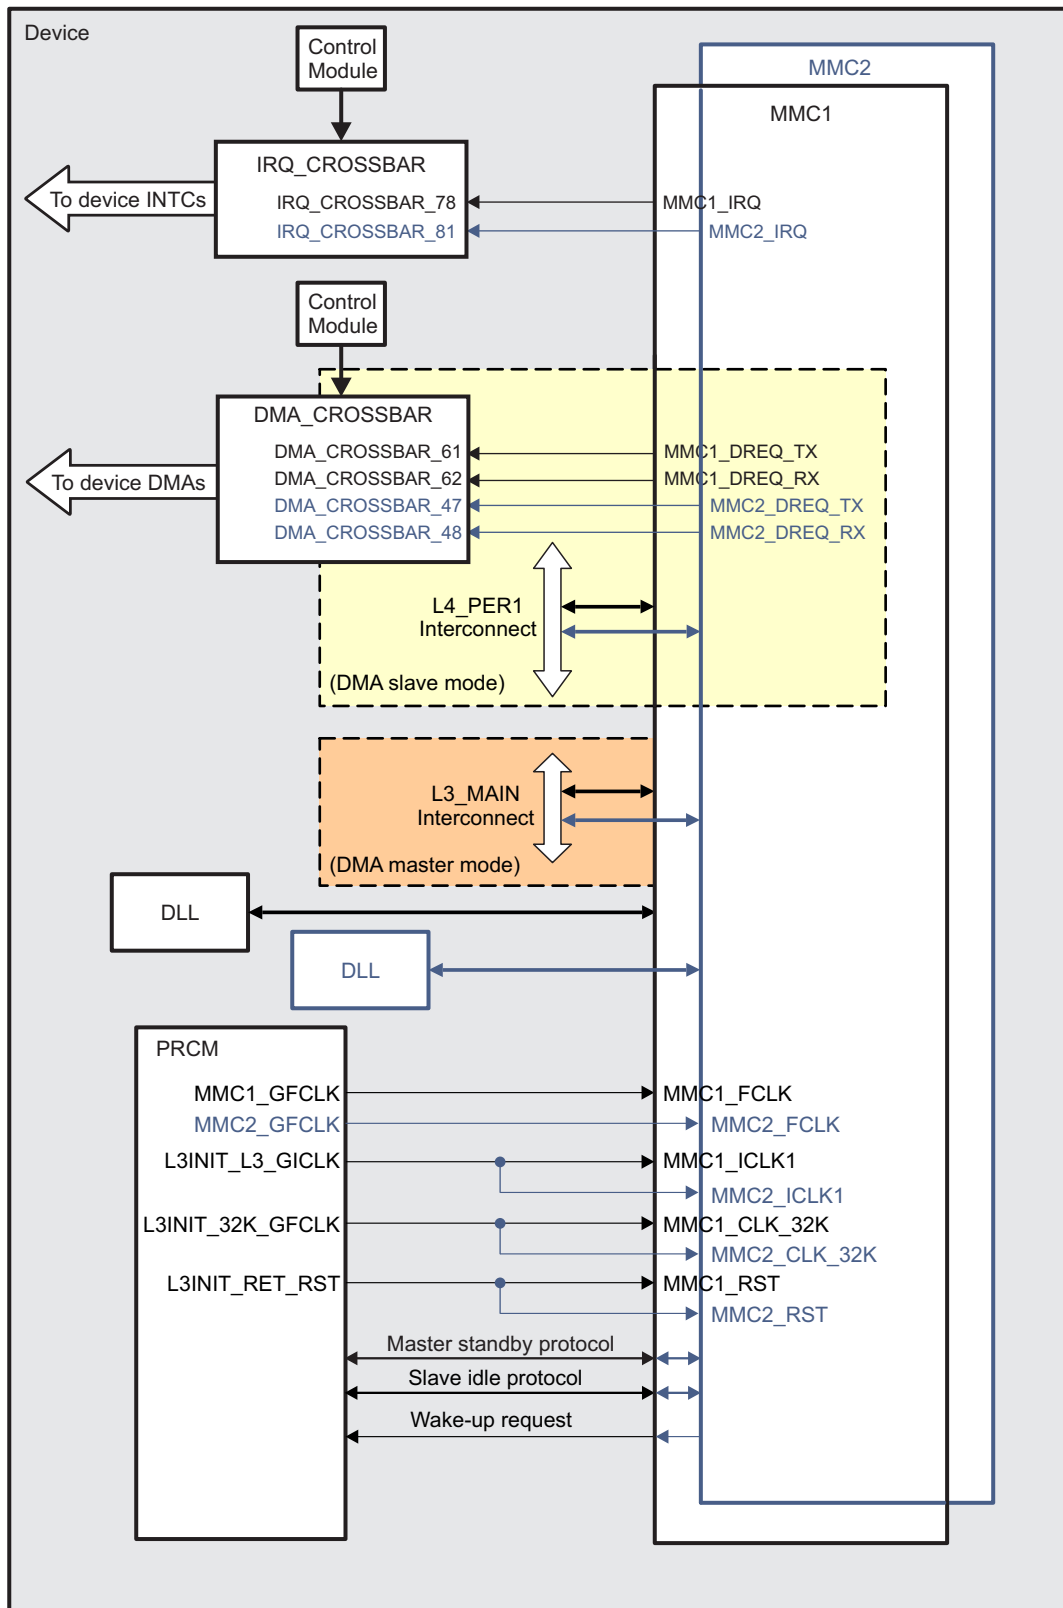 Device
Control
Module
MMC2
MMC1
IRQ_CROSSBAR
To device INTCs
IRQ_CROSSBAR_78
MMC1_IRQ
IRQ_CROSSBAR_81
MMC2_IRQ
Control
Module
DMA_CROSSBAR
DMA_CROSSBAR_61
MMC1_DREQ_TX
To device DMAs
DMA_CROSSBAR_62
MMC1_DREQ_RX
DMA_CROSSBAR_47
MMC2_DREQ_TX
DMA_CROSSBAR_48
MMC2_DREQ_RX
L4_PER1
Interconnect
(DMA slave mode)
L3_MAIN
Interconnect
(DMA master mode)
DLL
DLL
PRCM
MMC1_GFCLK
MMC1_FCLK
MMC2_GFCLK
MMC2_FCLK
L3INIT_L3_GICLK
MMC1_ICLK1
MMC2_ICLK1
L3INIT_32K_GFCLK
MMC1_CLK_32K
MMC2_CLK_32K
L3INIT_RET_RST
MMC1_RST
MMC2_RST
Master standby protocol
Slave idle protocol
Wake-up request